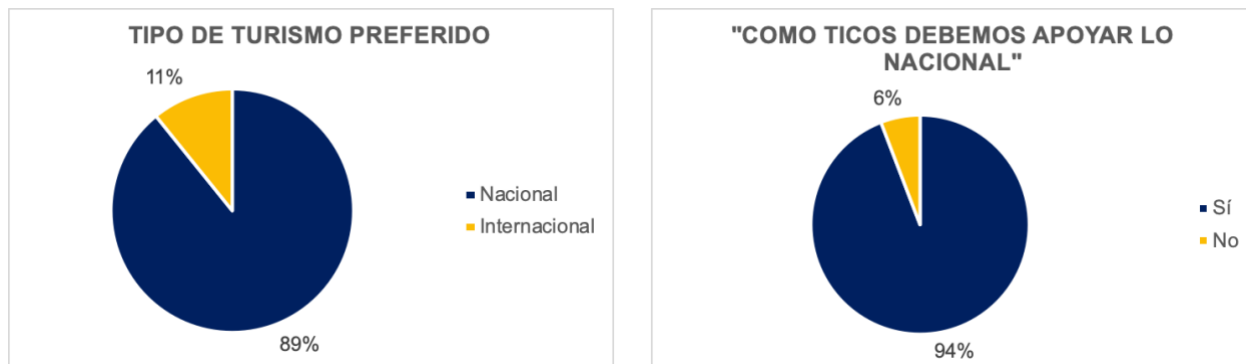 TIPO DE TURISMO PREFERIDO
11%
Nacional
Internacional
89%
"COMO TICOS DEBEMOS APOYAR LO
NACIONAL"
6%
Sí
No
94%